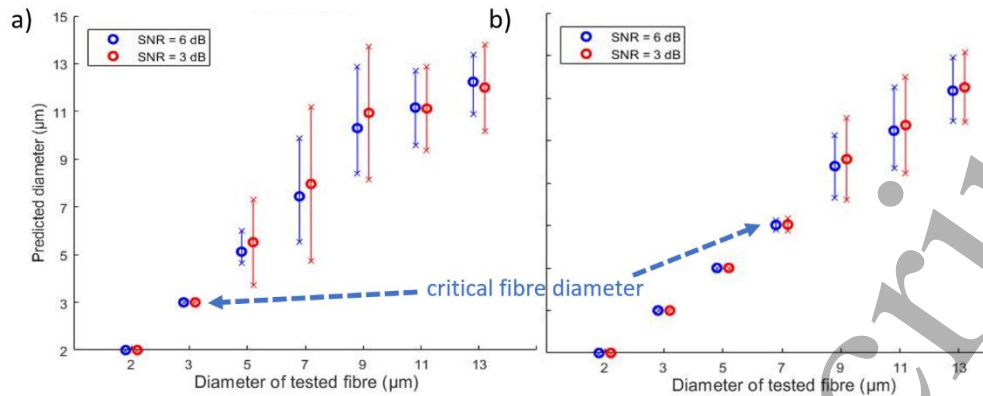 a)
SNR = 6 dB
SNR = 3 dB
15
13
11
9
7
5
3
2
Predicted diameter (µm)
2 3 5 7 9 11 13
Diameter of tested fibre (µm)
b)
SNR = 6 dB
SNR = 3 dB
critical fibre diameter
2 3 5 7 9 11 13
Diameter of tested fibre (µm)